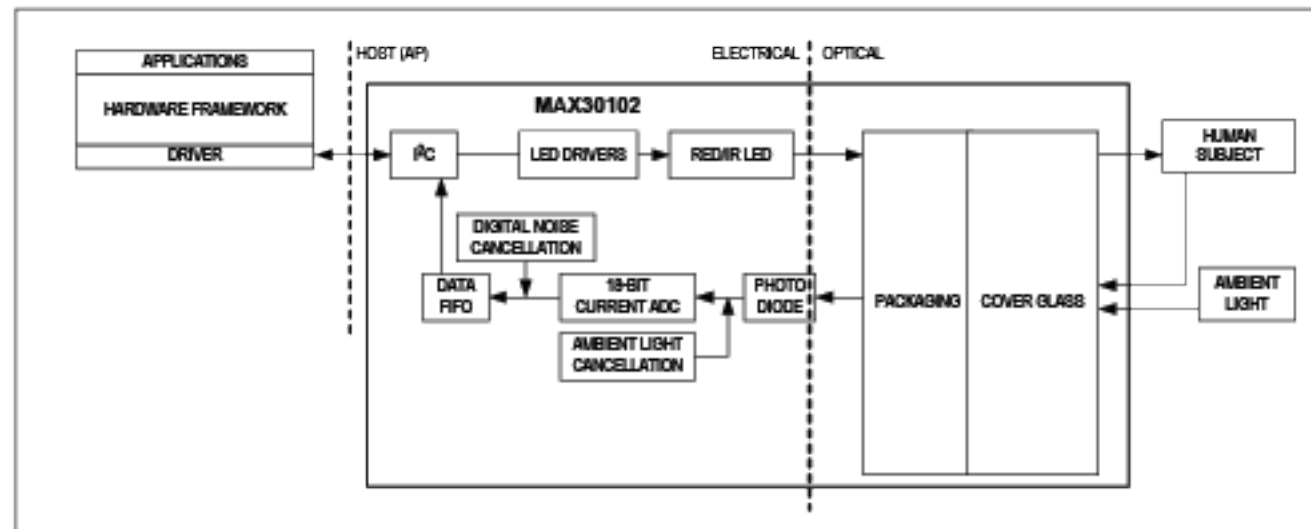 HOST (AP)
ELECTRICAL
OPTICAL
APPLICATIONS
HARDWARE FRAMEWORK
DRIVER
MAX30102
I²C
LED DRIVERS
RED/IR LED
HUMAN
SUBJECT
DIGITAL NOISE
CANCELLATION
DATA
FIFO
18-BIT
CURRENT ADC
PHOTO
DIODE
PACKAGING
COVER GLASS
AMBIENT
LIGHT
AMBIENT LIGHT
CANCELLATION